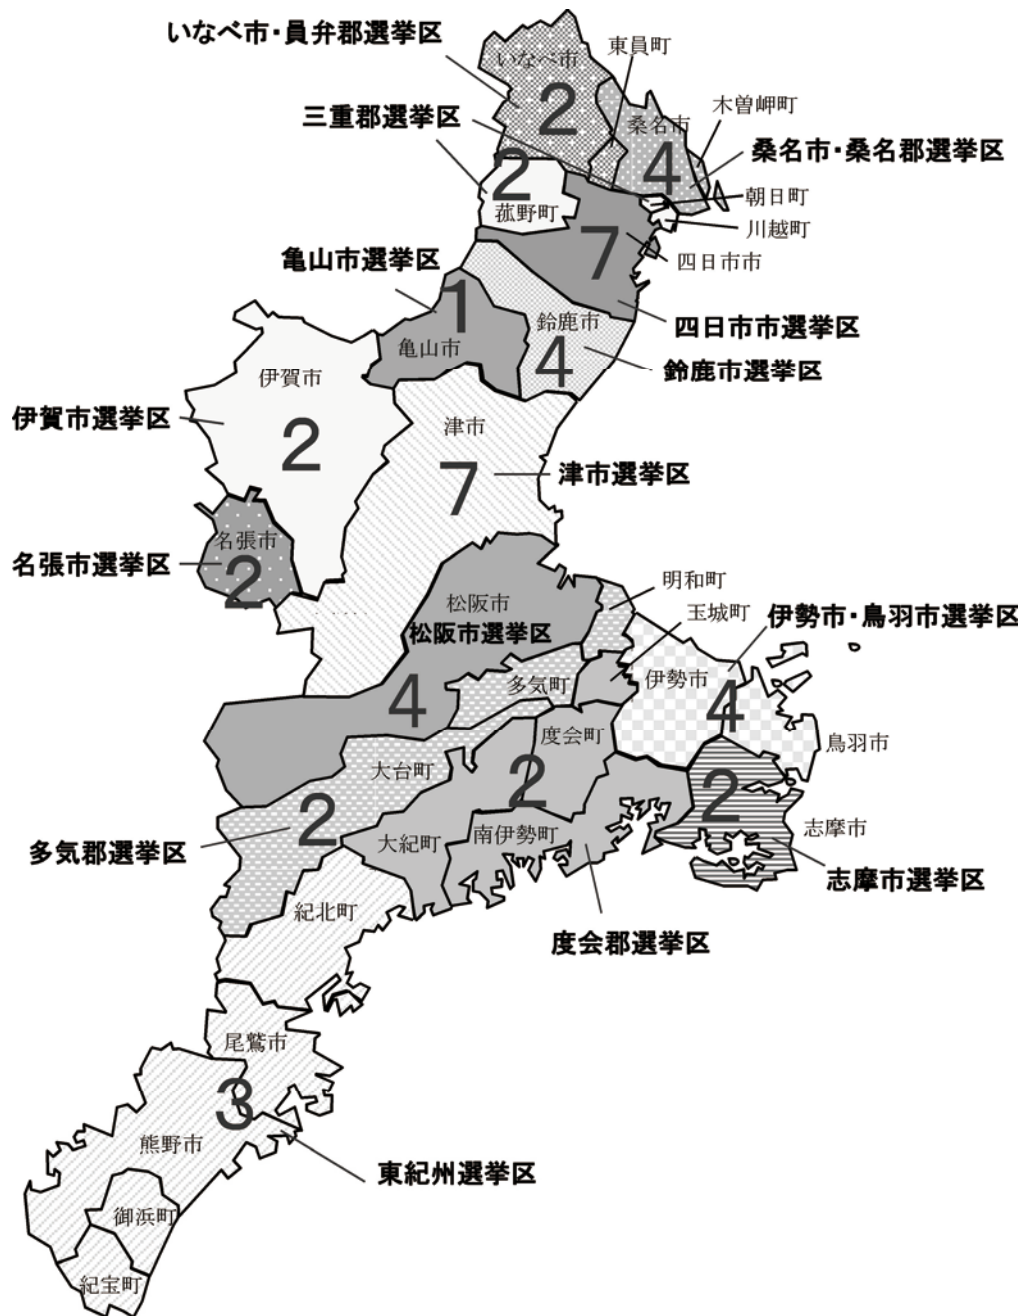 いなべ市・員弁郡選挙区
東員町
いなべ市
2
三重郡選挙区
木曽岬町
桑名市
4
桑名市・桑名郡選挙区
2
菰野町
朝日町
川越町
7
四日市市
亀山市選挙区
1
亀山市
鈴鹿市
4
四日市市選挙区
鈴鹿市選挙区
伊賀市
2
伊賀市選挙区
津市
7
津市選挙区
名張市
2
名張市選挙区
明和町
松阪市
松阪市選挙区
4
玉城町
伊勢市・鳥羽市選挙区
多気町
伊勢市
4
度会町
鳥羽市
大台町
2
2
2
大紀町
南伊勢町
志摩市
多気郡選挙区
志摩市選挙区
紀北町
度会郡選挙区
尾鷲市
3
熊野市
東紀州選挙区
御浜町
紀宝町